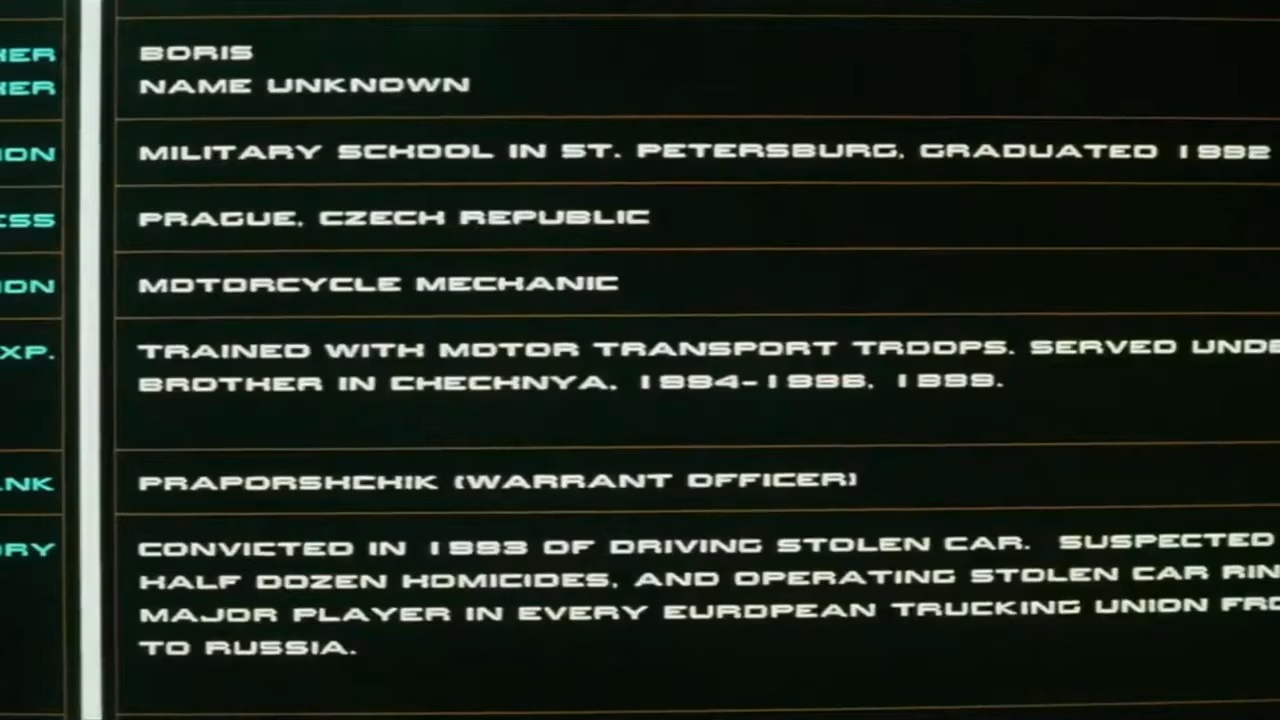 HER BORIS
HER NAME UNKNOWN
ION MILITARY SCHOOL IN ST. PETERSBURG, GRADUATED 1992
ESS PRAGUE, CZECH REPUBLIC
ION MOTORCYCLE MECHANIC
XP. TRAINED WITH MOTOR TRANSPORT TROOPS. SERVED UNDE
BROTHER IN CHECHNYA, 1994-1996, 1999.
ANK PRAPORSHCHIK (WARRANT OFFICER)
ORY CONVICTED IN 1993 OF DRIVING STOLEN CAR. SUSPECTED
HALF DOZEN HOMICIDES, AND OPERATING STOLEN CAR RIN
MAJOR PLAYER IN EVERY EUROPEAN TRUCKING UNION FRO
TO RUSSIA.